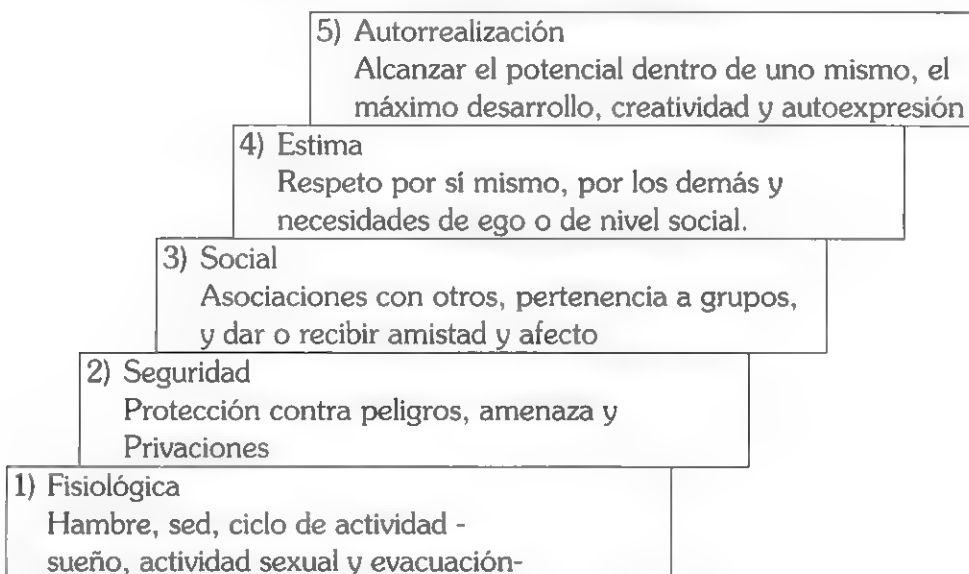 5) Autorrealización
Alcanzar el potencial dentro de uno mismo, el
máximo desarrollo, creatividad y autoexpresión
4) Estima
Respeto por sí mismo, por los demás y
necesidades de ego o de nivel social.
3) Social
Asociaciones con otros, pertenencia a grupos,
y dar o recibir amistad y afecto
2) Seguridad
Protección contra peligros, amenaza y
Privaciones
1) Fisiológica
Hambre, sed, ciclo de actividad -
sueño, actividad sexual y evacuación-